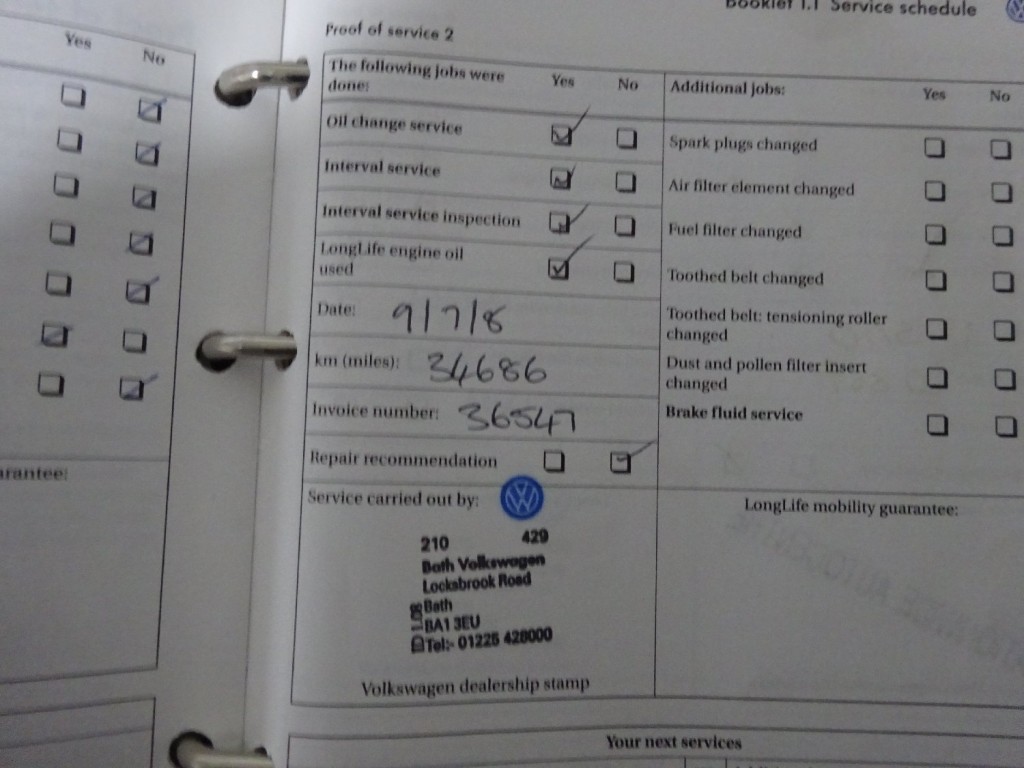 Booklet 1.1 Service schedule
Yes No
Proof of service 2
The following jobs were done: Yes No
Oil change service
Interval service
Interval service inspection
LongLife engine oil used
Date: 9/7/8
km (miles): 34686
Invoice number: 36547
Repair recommendation
Service carried out by:
210 429
Bath Volkswagen
Locksbrook Road
Bath
BA1 3EU
Tel:- 01225 428000
Volkswagen dealership stamp
Additional jobs: Yes No
Spark plugs changed
Air filter element changed
Fuel filter changed
Toothed belt changed
Toothed belt: tensioning roller
changed
Dust and pollen filter insert
changed
Brake fluid service
LongLife mobility guarantee:
Your next services